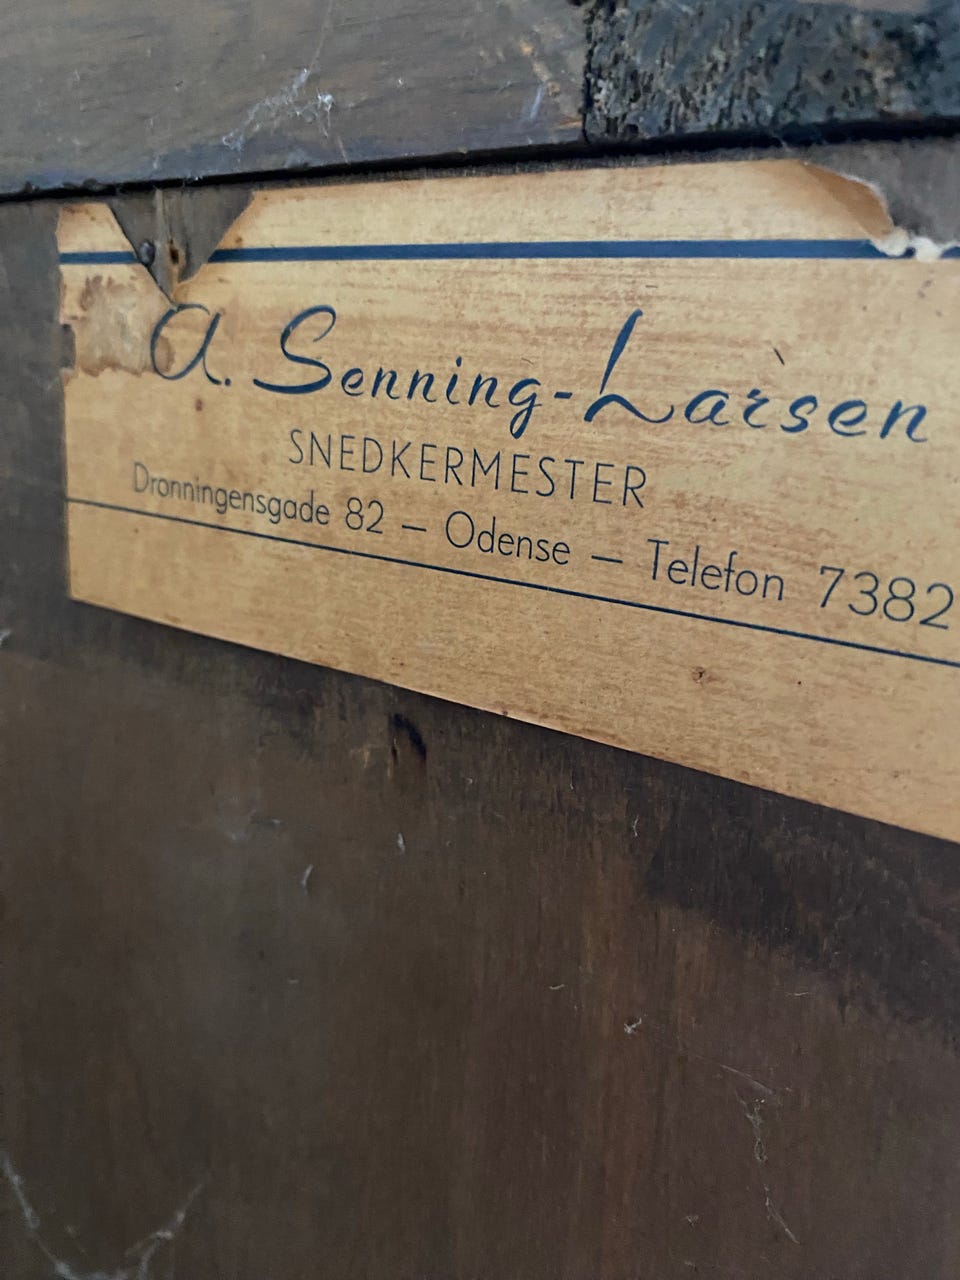 A. Senning-Larsen
SNEDKERMESTER
Dronningensgade 82 – Odense – Telefon 7382